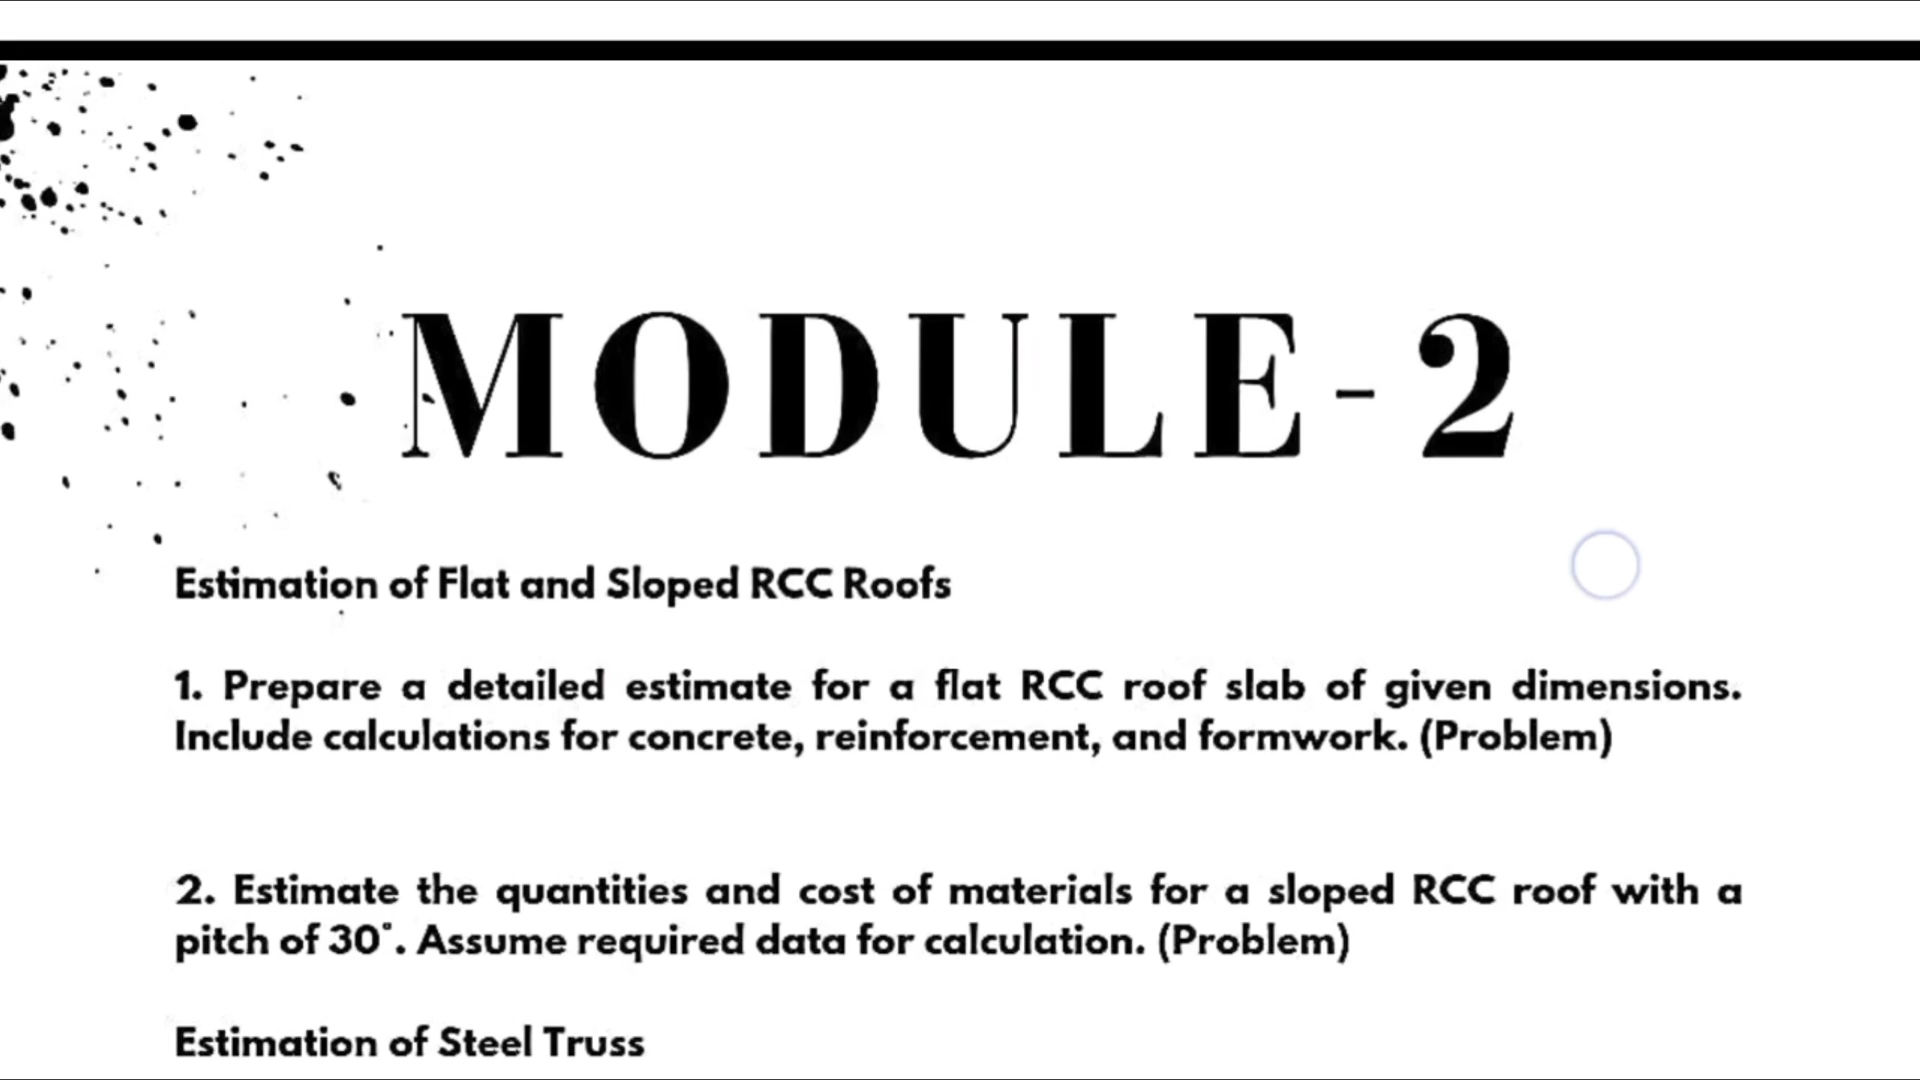 MODULE-2
Estimation of Flat and Sloped RCC Roofs
1. Prepare a detailed estimate for a flat RCC roof slab of given dimensions.
Include calculations for concrete, reinforcement, and formwork. (Problem)
2. Estimate the quantities and cost of materials for a sloped RCC roof with a
pitch of 30°. Assume required data for calculation. (Problem)
Estimation of Steel Truss